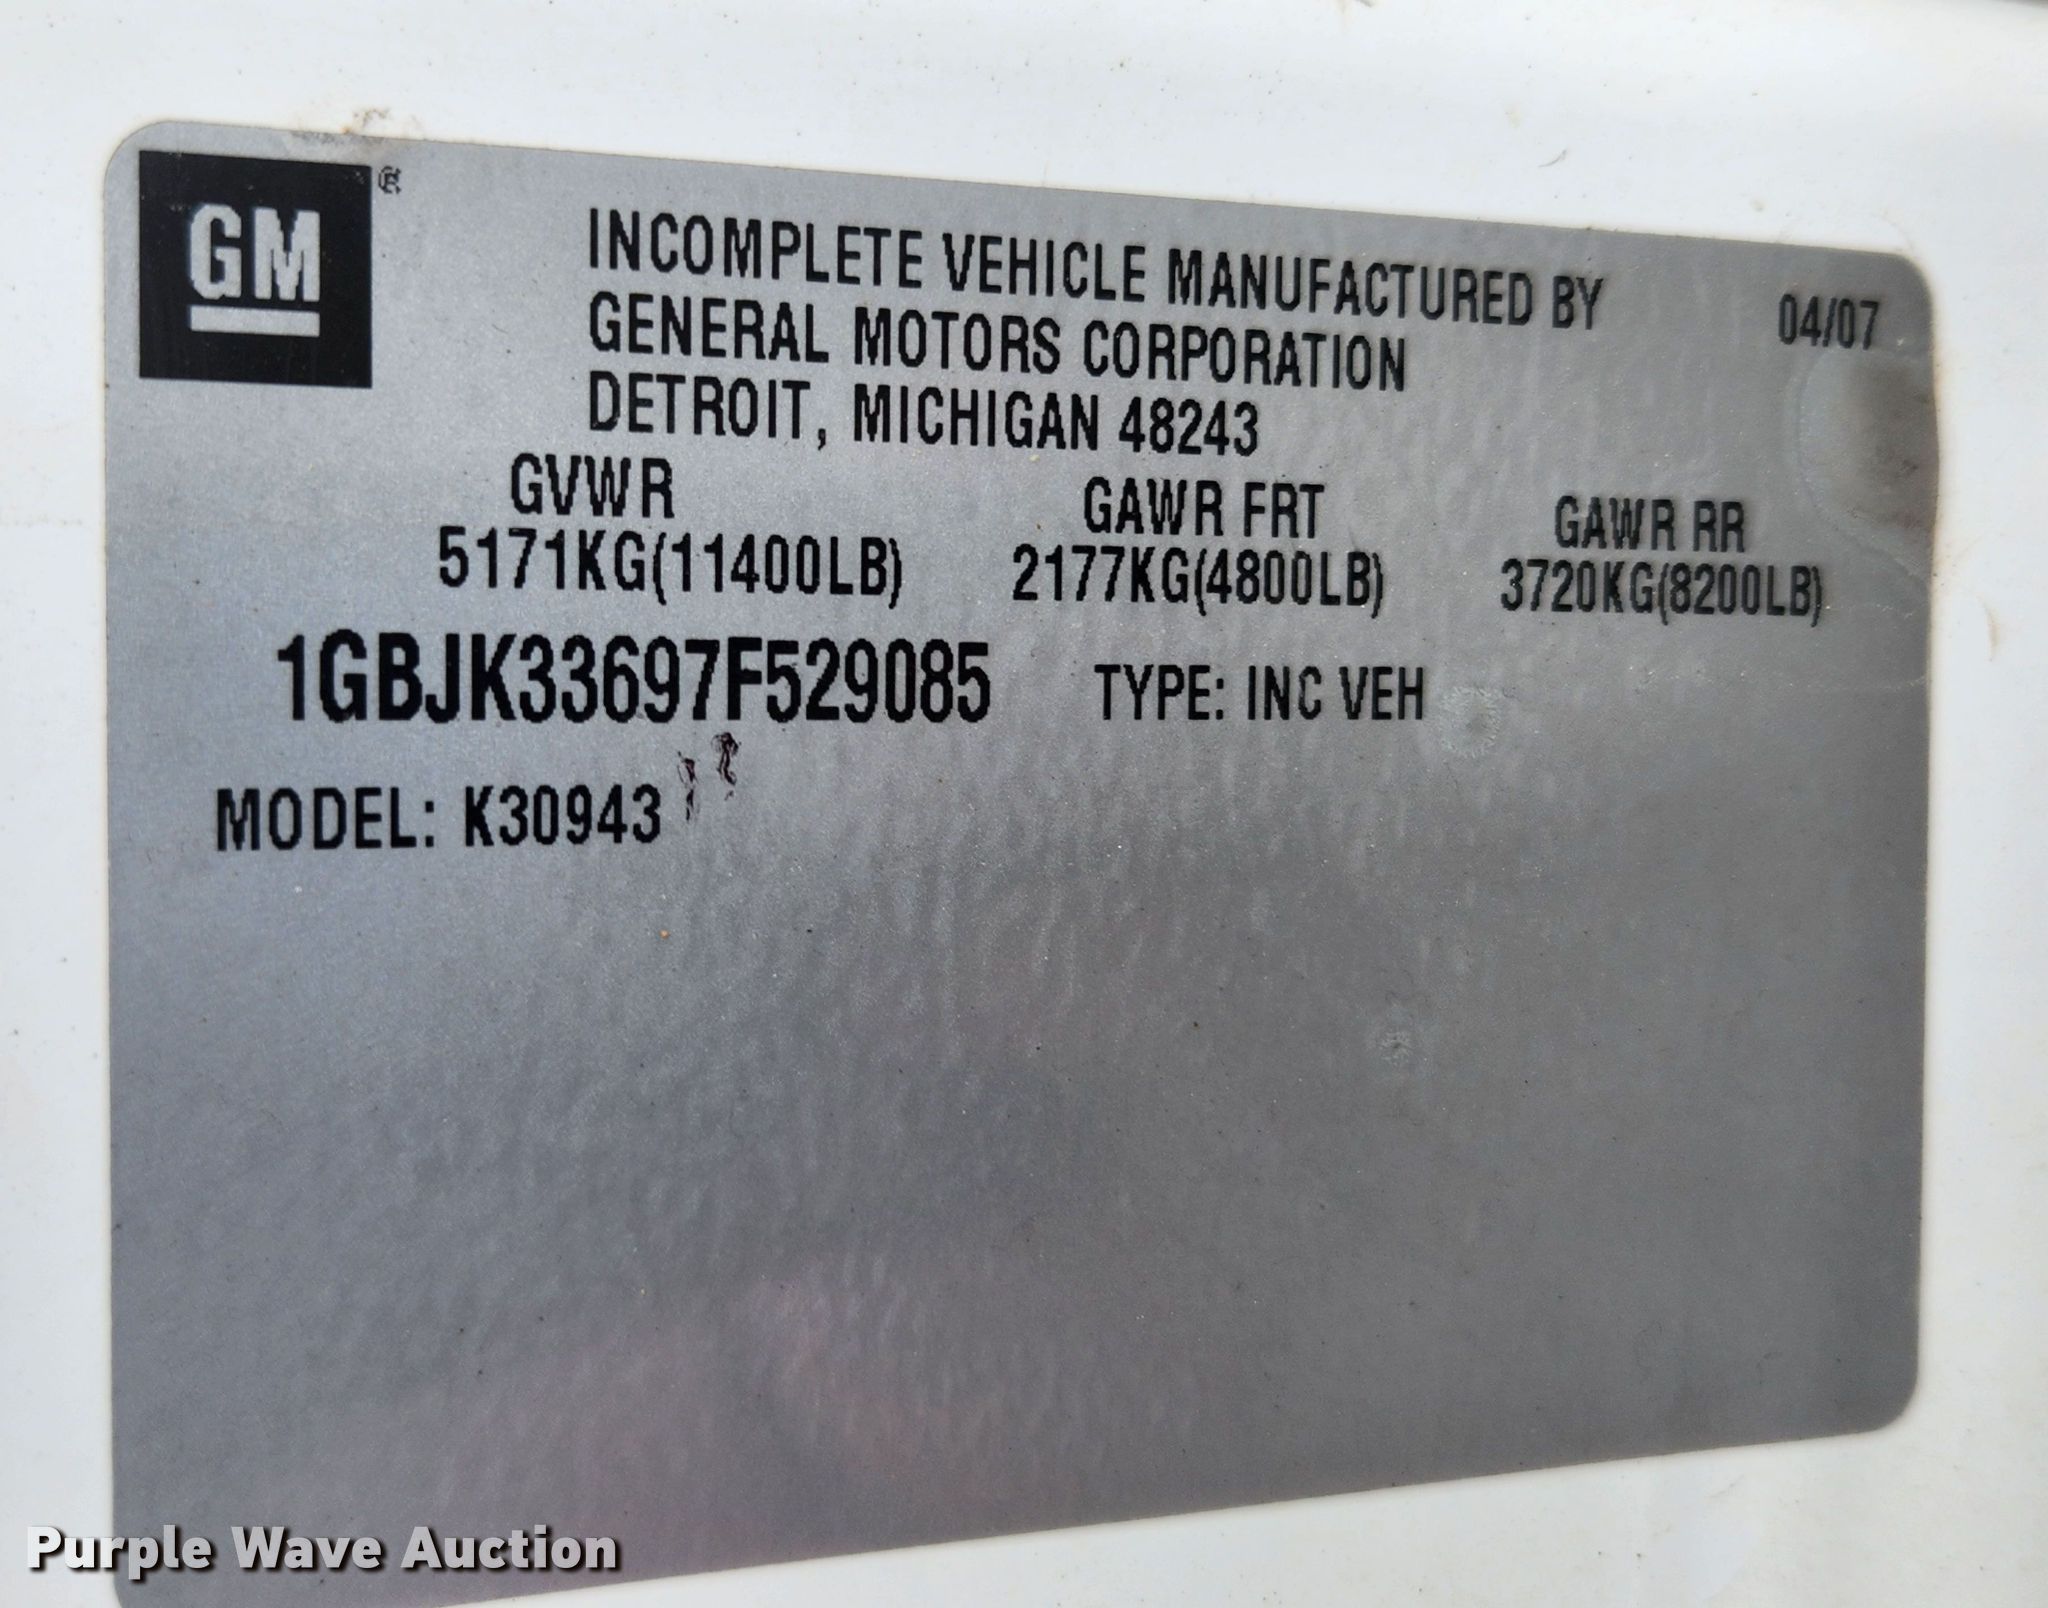 GM
®
INCOMPLETE VEHICLE MANUFACTURED BY
04/07
GENERAL MOTORS CORPORATION
DETROIT, MICHIGAN 48243
GVWR
GAWR FRT
GAWR RR
5171KG(11400LB)
2177KG(4800LB)
3720KG(8200LB)
1GBJK33697F529085
TYPE: INC VEH
MODEL: K30943
Purple Wave Auction